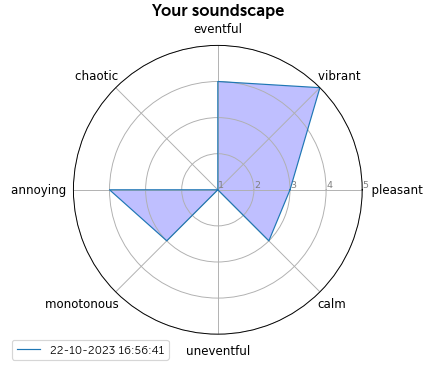 Your soundscape
eventful
chaotic
vibrant
annoying
1 2 3 4 5
pleasant
monotonous
calm
uneventful
22-10-2023 16:56:41